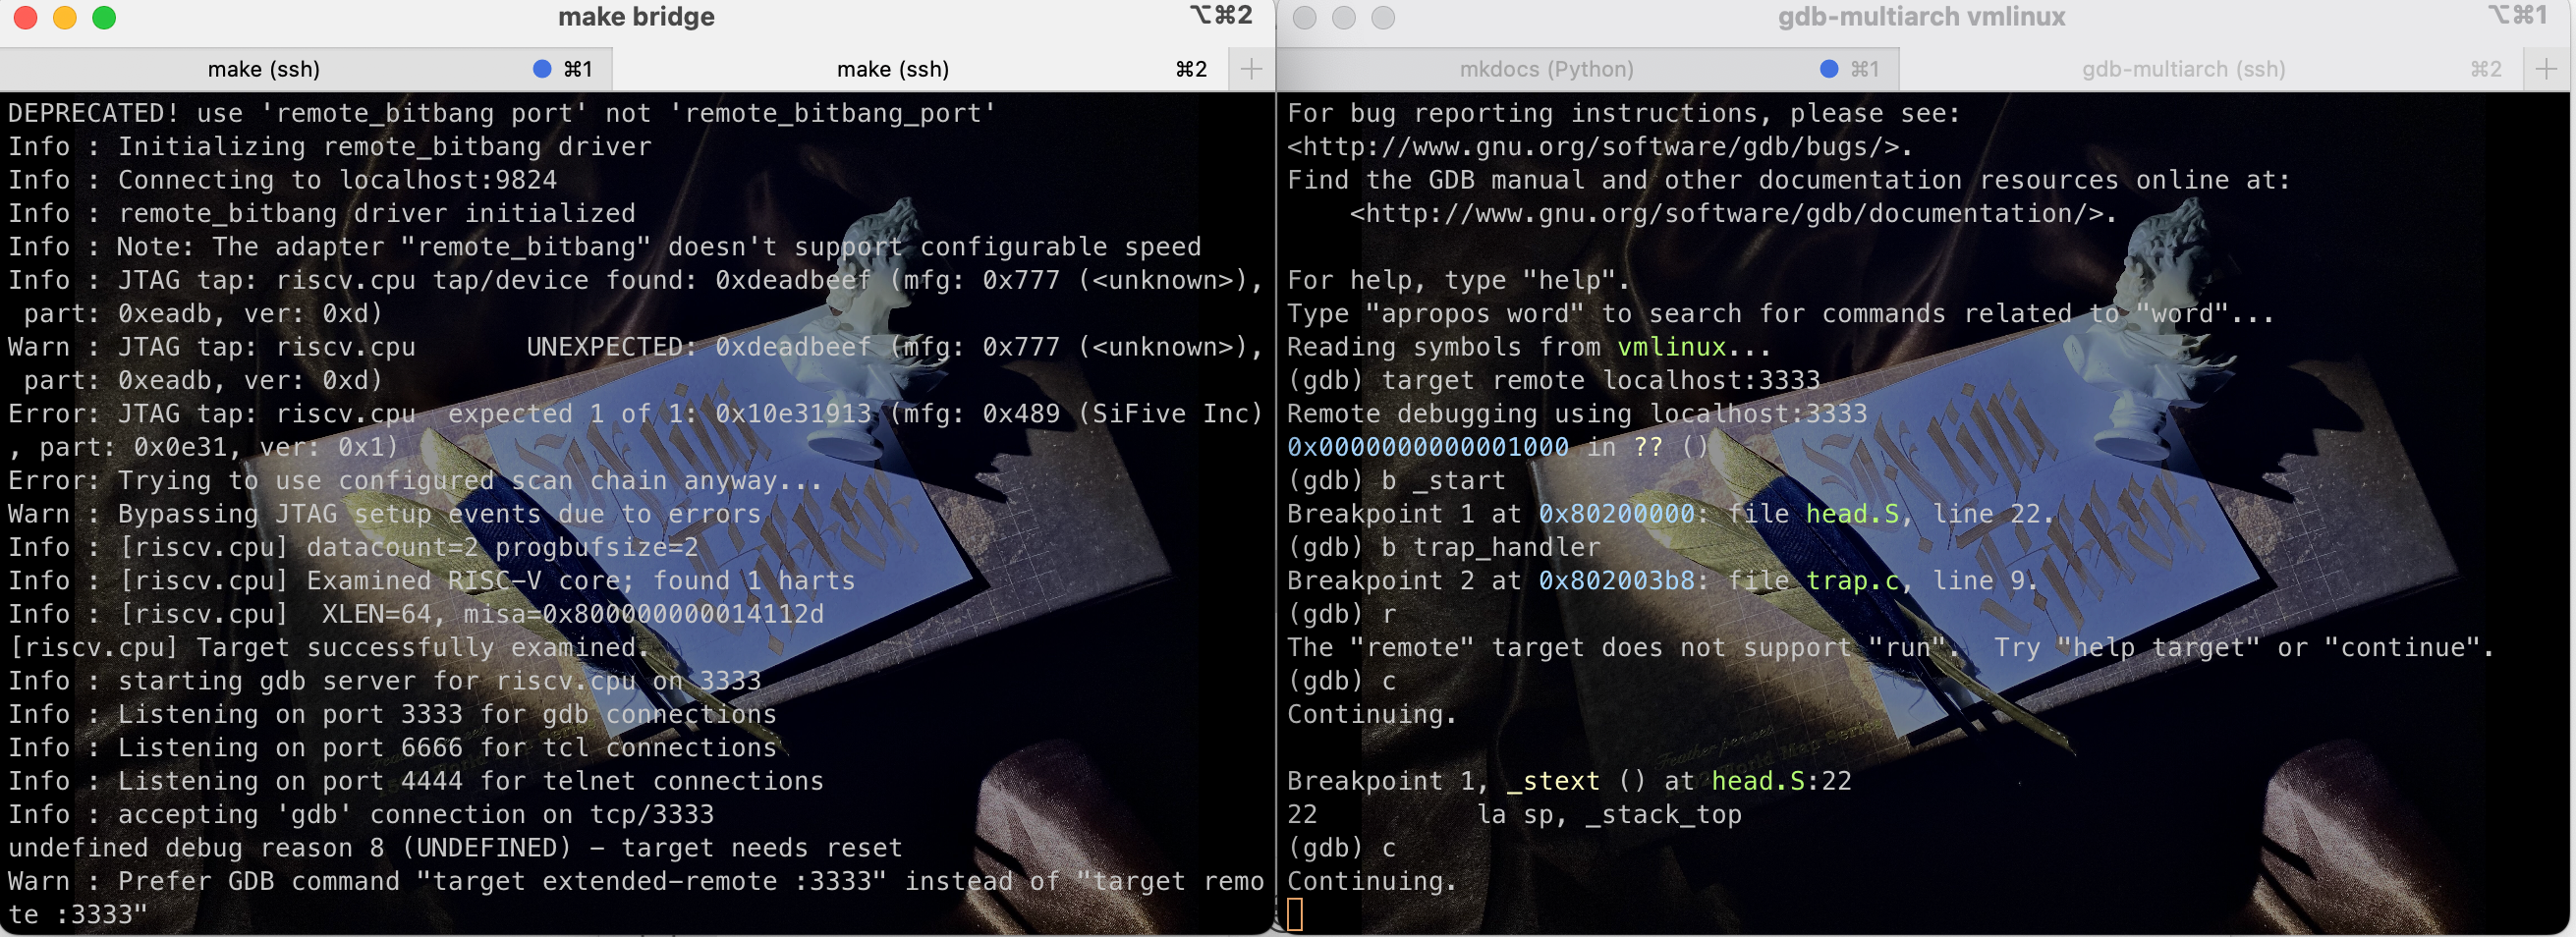 make bridge
⌥⌘2
make (ssh)
⌘1
make (ssh)
⌘2
DEPRECATED! use 'remote_bitbang port' not 'remote_bitbang_port'
Info : Initializing remote_bitbang driver
Info : Connecting to localhost:9824
Info : remote_bitbang driver initialized
Info : Note: The adapter "remote_bitbang" doesn't support configurable speed
Info : JTAG tap: riscv.cpu tap/device found: 0xdeadbeef (mfg: 0x777 (<unknown>),
 part: 0xeadb, ver: 0xd)
Warn : JTAG tap: riscv.cpu       UNEXPECTED: 0xdeadbeef (mfg: 0x777 (<unknown>),
 part: 0xeadb, ver: 0xd)
Error: JTAG tap: riscv.cpu  expected 1 of 1: 0x10e31913 (mfg: 0x489 (SiFive Inc)
, part: 0x0e31, ver: 0x1)
Error: Trying to use configured scan chain anyway...
Warn : Bypassing JTAG setup events due to errors
Info : [riscv.cpu] datacount=2 progbufsize=2
Info : [riscv.cpu] Examined RISC-V core; found 1 harts
Info : [riscv.cpu]  XLEN=64, misa=0x800000000014112d
[riscv.cpu] Target successfully examined.
Info : starting gdb server for riscv.cpu on 3333
Info : Listening on port 3333 for gdb connections
Info : Listening on port 6666 for tcl connections
Info : Listening on port 4444 for telnet connections
Info : accepting 'gdb' connection on tcp/3333
undefined debug reason 8 (UNDEFINED) - target needs reset
Warn : Prefer GDB command "target extended-remote :3333" instead of "target remo
te :3333"
gdb-multiarch vmlinux
⌥⌘1
mkdocs (Python)
⌘1
gdb-multiarch (ssh)
⌘2
For bug reporting instructions, please see:
<http://www.gnu.org/software/gdb/bugs/>.
Find the GDB manual and other documentation resources online at:
    <http://www.gnu.org/software/gdb/documentation/>.
For help, type "help".
Type "apropos word" to search for commands related to "word"...
Reading symbols from vmlinux...
(gdb) target remote localhost:3333
Remote debugging using localhost:3333
0x0000000000001000 in ?? ()
(gdb) b _start
Breakpoint 1 at 0x80200000: file head.S, line 22.
(gdb) b trap_handler
Breakpoint 2 at 0x802003b8: file trap.c, line 9.
(gdb) r
The "remote" target does not support "run".  Try "help target" or "continue".
(gdb) c
Continuing.
Breakpoint 1, _stext () at head.S:22
22          la sp, _stack_top
(gdb) c
Continuing.